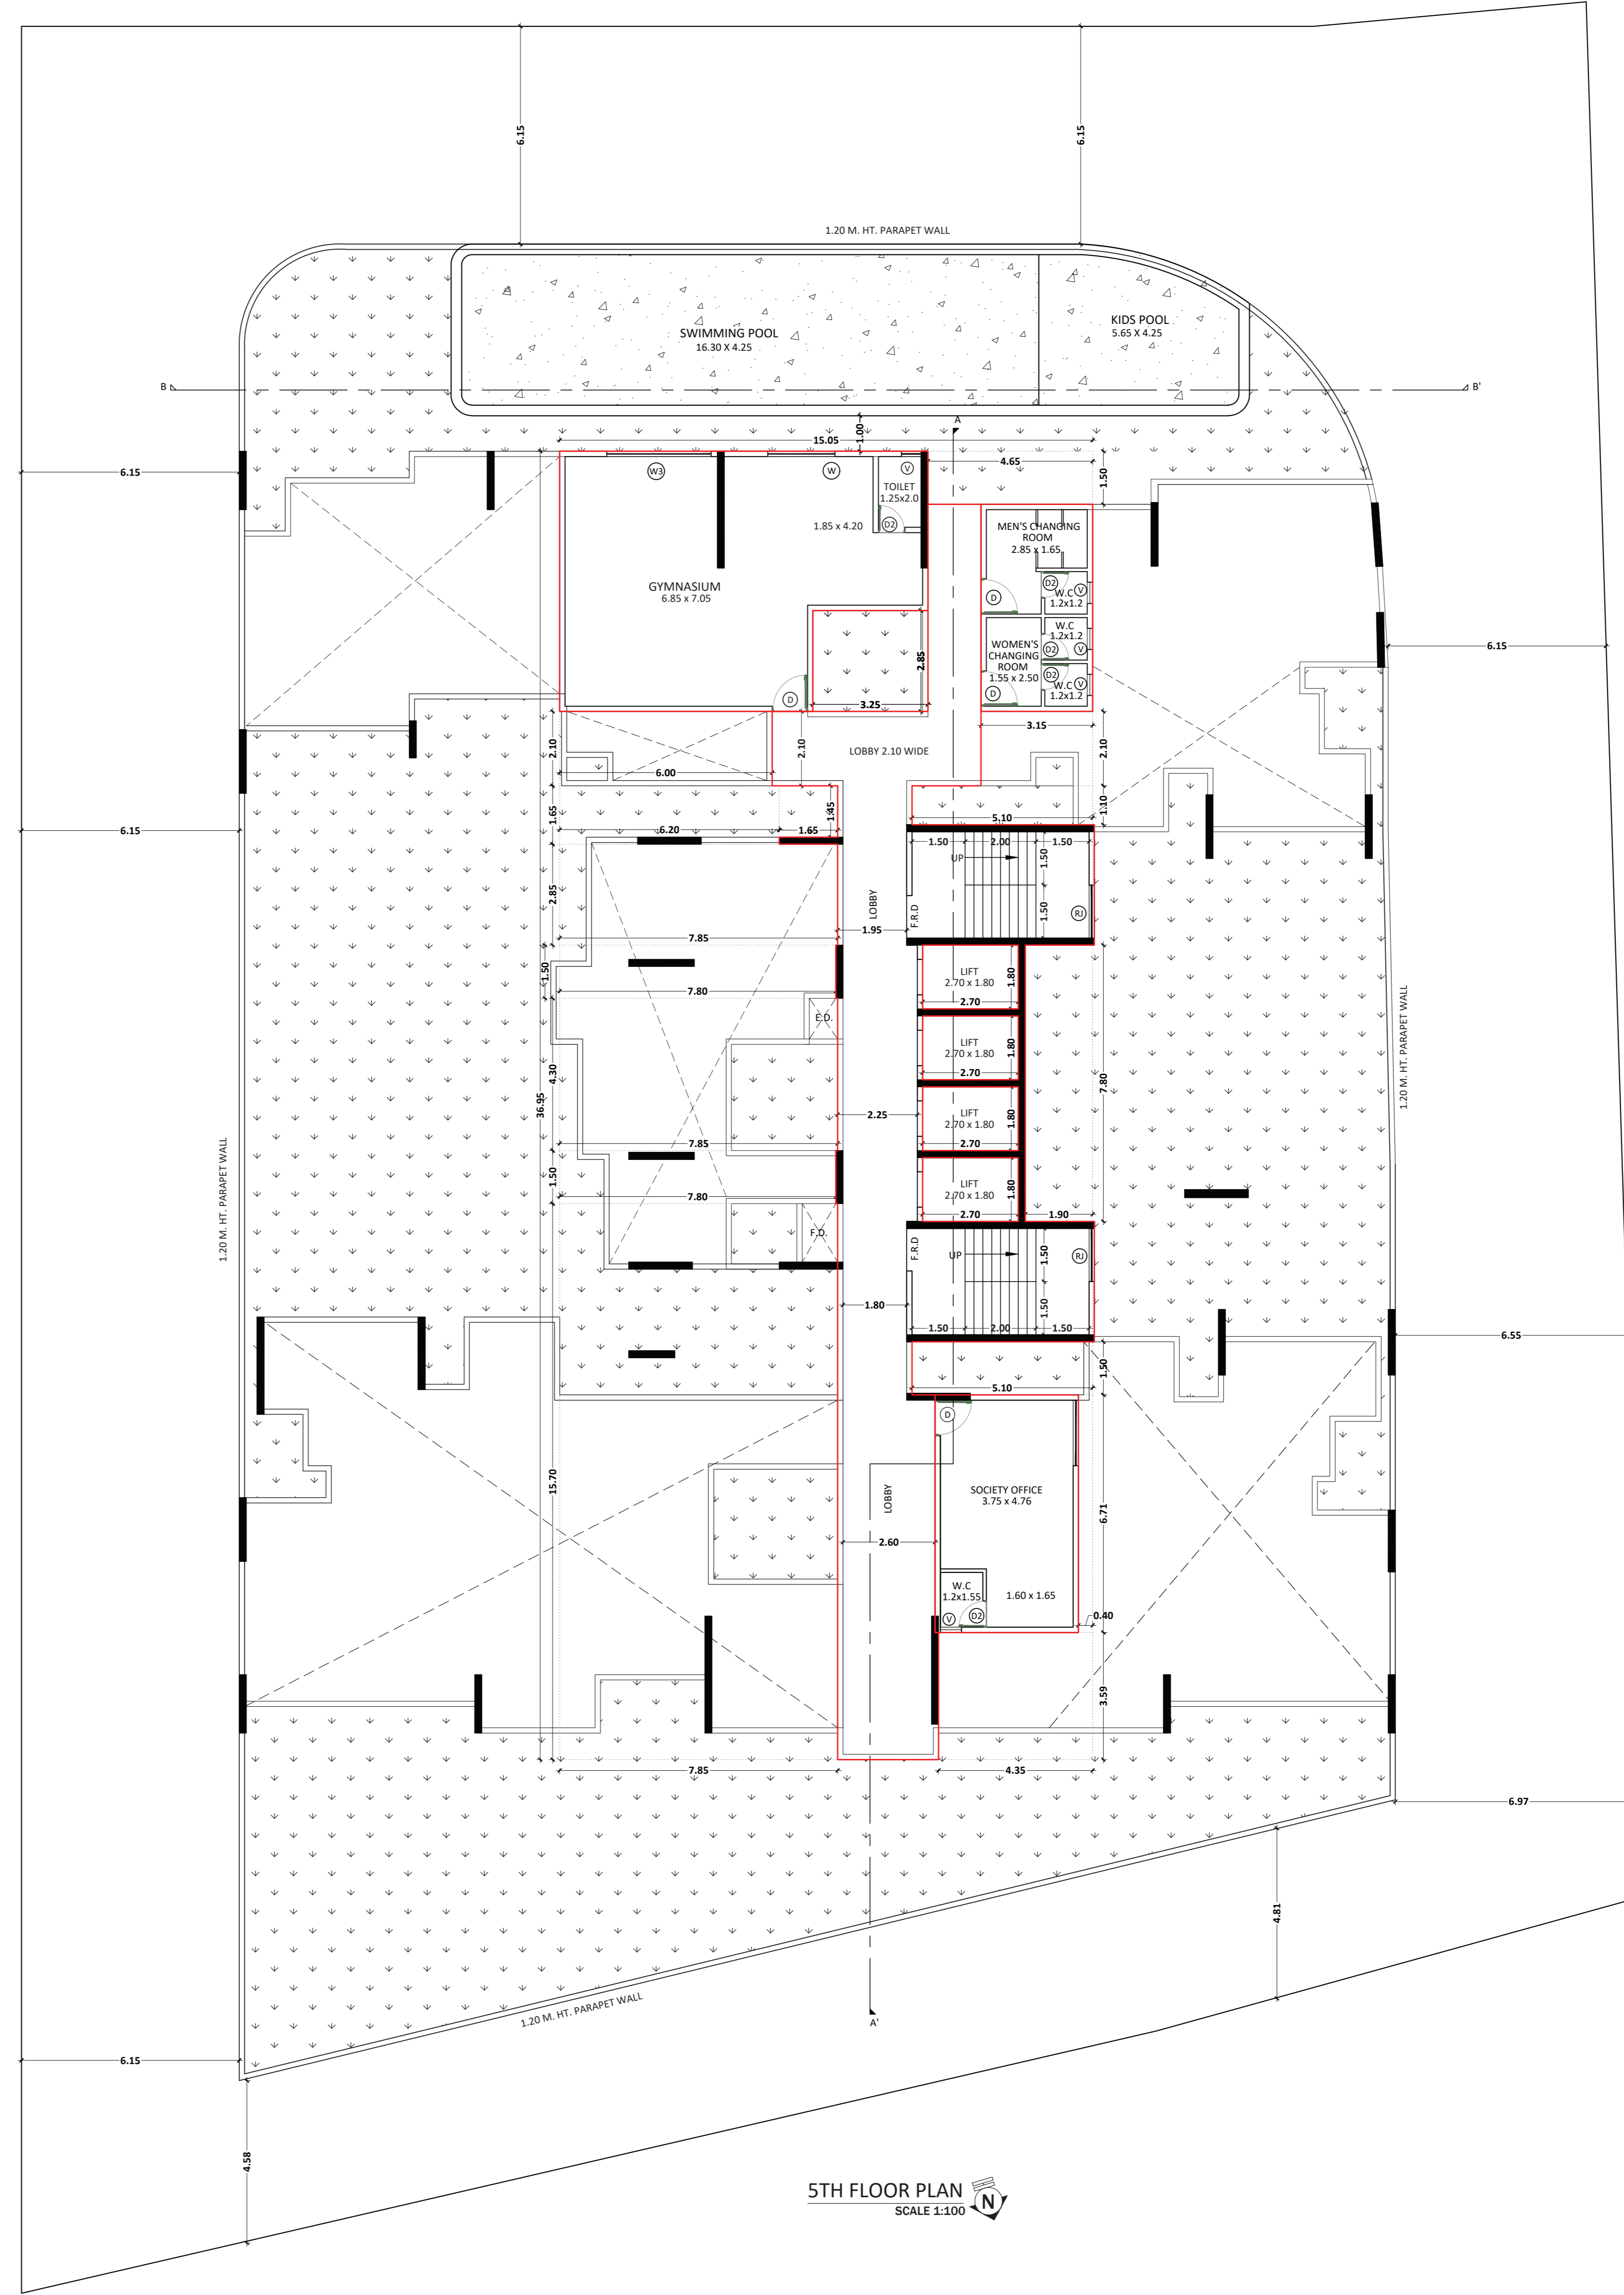 6.15
6.15
1.20 M. HT. PARAPET WALL
SWIMMING POOL
16.30 X 4.25
KIDS POOL
5.65 X 4.25
B
B'
A
1.00
15.05
4.65
6.15
1.50
W3
W
V
TOILET
1.25x2.0
D2
1.85 x 4.20
MEN'S CHANGING
ROOM
2.85 x 1.65
D2
V
W.C
1.2x1.2
D
GYMNASIUM
6.85 x 7.05
W.C
1.2x1.2
D2
V
WOMEN'S
CHANGING
ROOM
1.55 x 2.50
D2
V
W.C
1.2x1.2
D
2.85
6.15
D
3.25
3.15
2.10
2.10
LOBBY 2.10 WIDE
2.10
6.00
1.65
1.45
1.10
5.10
6.15
6.20
1.65
1.50
2.00
1.50
UP
1.50
2.85
LOBBY
F.R.D
1.50
RJ
1.95
7.85
1.50
LIFT
2.70 x 1.80
1.80
2.70
7.80
E.D.
LIFT
2.70 x 1.80
1.80
2.70
4.30
36.95
7.80
1.20 M. HT. PARAPET WALL
2.25
LIFT
2.70 x 1.80
1.80
2.70
7.85
1.50
LIFT
2.70 x 1.80
1.80
2.70
7.80
1.90
1.20 M. HT. PARAPET WALL
F.D.
F.R.D
UP
1.50
RJ
1.80
1.50
1.50
2.00
1.50
6.55
1.50
5.10
D
15.70
LOBBY
SOCIETY OFFICE
3.75 x 4.76
6.71
2.60
W.C
1.2x1.55
1.60 x 1.65
V
D2
0.40
3.59
7.85
4.35
6.97
4.81
1.20 M. HT. PARAPET WALL
A'
6.15
4.58
5TH FLOOR PLAN
SCALE 1:100
N